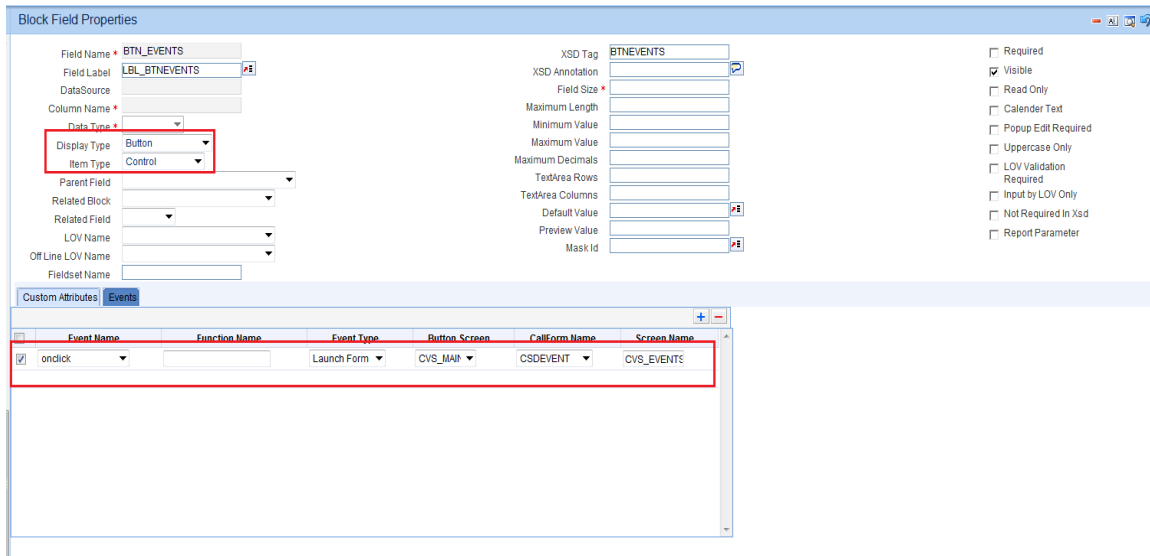 Block Field Properties
Field Name * BTN_EVENTS
Field Label LBL_BTNEVENTS
DataSource
Column Name *
Data Type *
Display Type Button
Item Type Control
Parent Field
Related Block
Related Field
LOV Name
Off Line LOV Name
Fieldset Name
XSD Tag BTNEVENTS
XSD Annotation
Field Size *
Maximum Length
Minimum Value
Maximum Value
Maximum Decimals
TextArea Rows
TextArea Columns
Default Value
Preview Value
Mask Id
Required
Visible
Read Only
Calender Text
Popup Edit Required
Uppercase Only
LOV Validation
Required
Input by LOV Only
Not Required In Xsd
Report Parameter
Custom Attributes Events
Event Name Function Name Event Type Button Screen CallForm Name Screen Name
onclick Launch Form CVS_MAIN CSDEVENT CVS_EVENTS